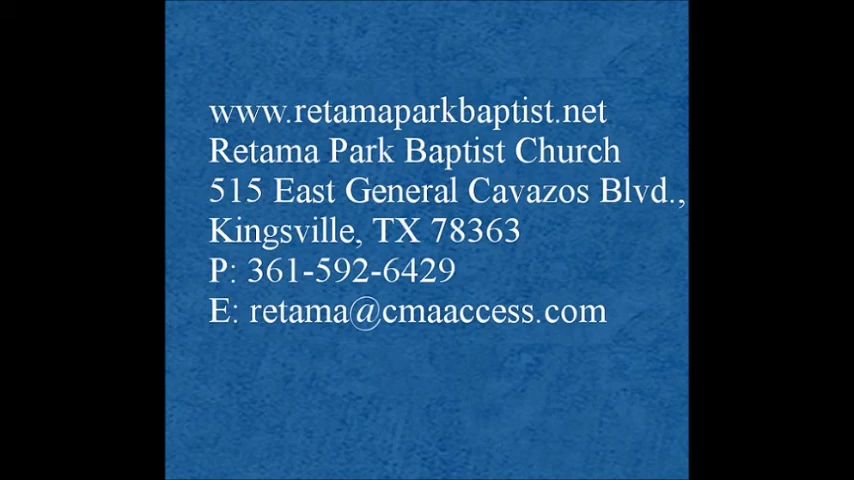 www.retamaparkbaptist.net
Retama Park Baptist Church
515 East General Cavazos Blvd.,
Kingsville, TX 78363
P: 361-592-6429
E: retama@cmaaccess.com